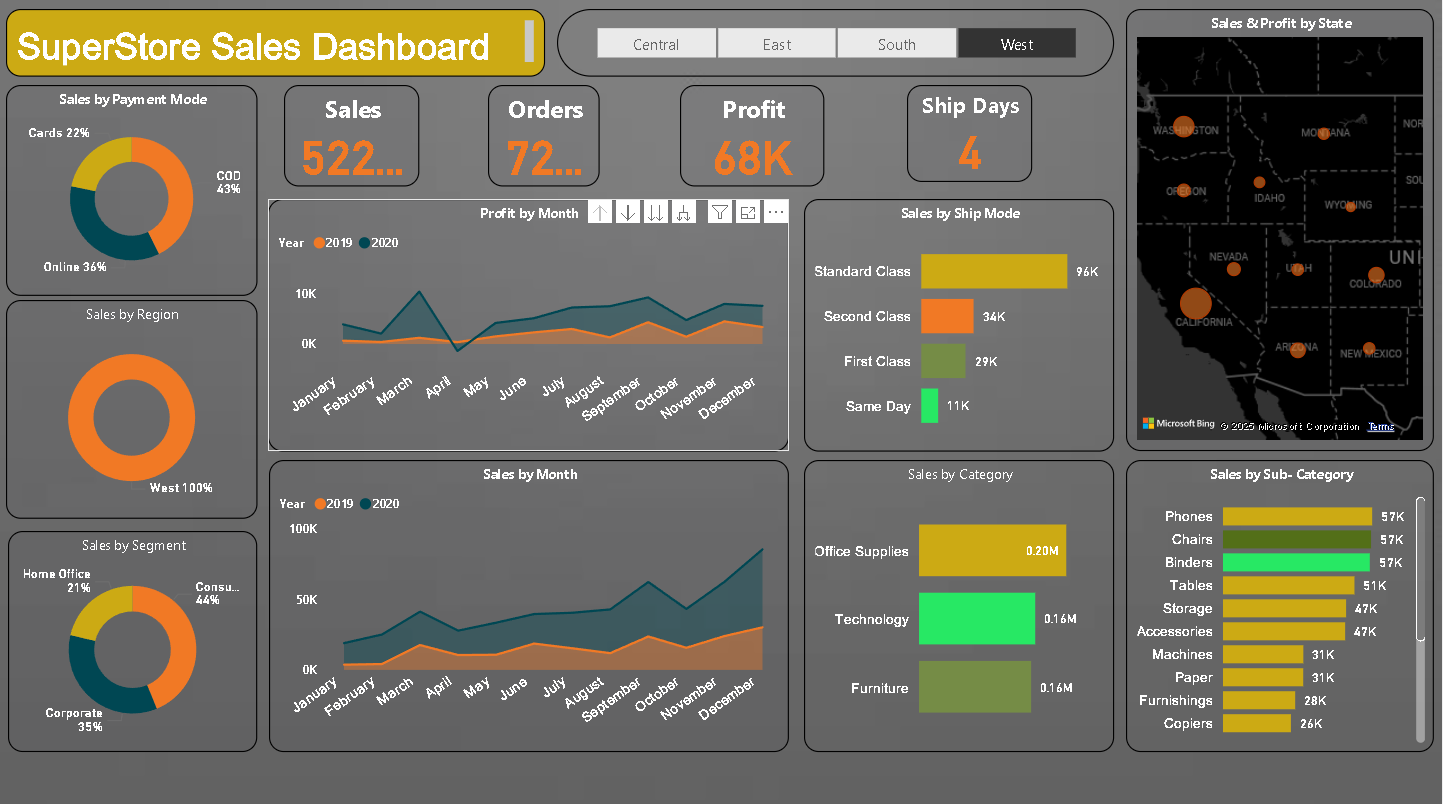 SuperStore Sales Dashboard
Central
East
South
West
Sales & Profit by State
WASHINGTON
MONTANA
NOR
OREGON
IDAHO
SOU
WYOMING
NEVADA
UTAH
UNI
COLORADO
CALIFORNIA
ARIZONA
NEW MEXICO
Microsoft Bing
© 2025 Microsoft Corporation
Terms
Sales by Payment Mode
Cards 22%
COD
43%
Online 36%
Sales
522...
Orders
72...
Profit
68K
Ship Days
4
Profit by Month
Year
2019
2020
10K
0K
January
February
March
April
May
June
July
August
September
October
November
December
Sales by Ship Mode
Standard Class
96K
Second Class
34K
First Class
29K
Same Day
11K
Sales by Region
West 100%
Sales by Segment
Home Office
21%
Consu...
44%
Corporate
35%
Sales by Month
Year
2019
2020
100K
50K
0K
January
February
March
April
May
June
July
August
September
October
November
December
Sales by Category
Office Supplies
0.20M
Technology
0.16M
Furniture
0.16M
Sales by Sub- Category
Phones
57K
Chairs
57K
Binders
57K
Tables
51K
Storage
47K
Accessories
47K
Machines
31K
Paper
31K
Furnishings
28K
Copiers
26K